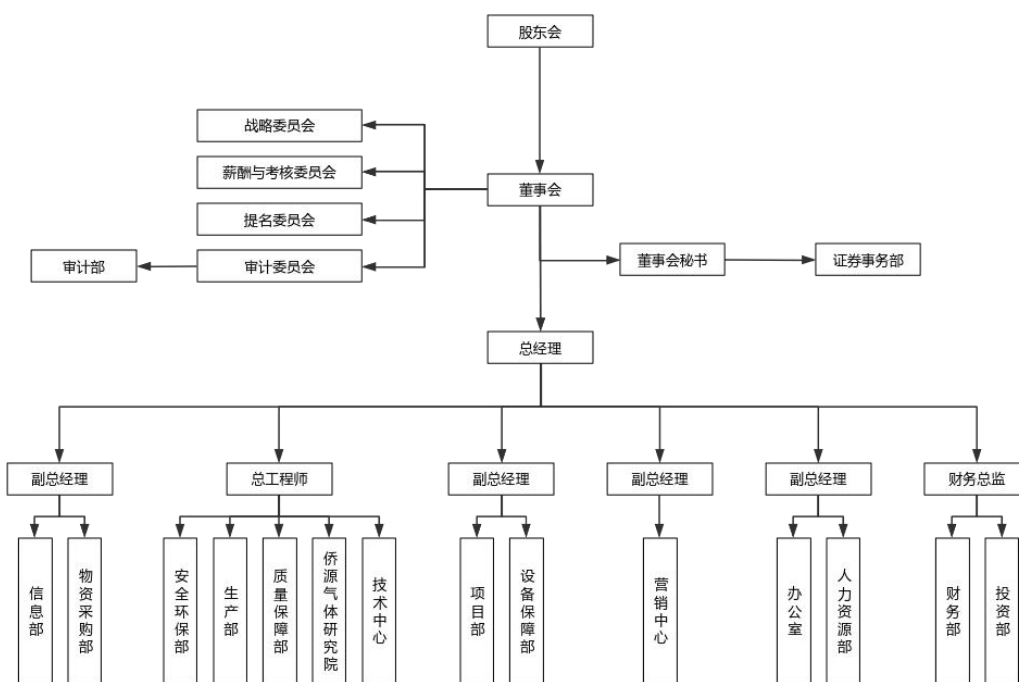 股东会
战略委员会
薪酬与考核委员会
董事会
提名委员会
审计部
审计委员会
董事会秘书
证券事务部
总经理
副总经理
总工程师
副总经理
副总经理
副总经理
财务总监
信息部
物资采购部
安全环保部
生产部
质量保障部
侨源气体研究院
技术中心
项目部
设备保障部
营销中心
办公室
人力资源部
财务部
投资部